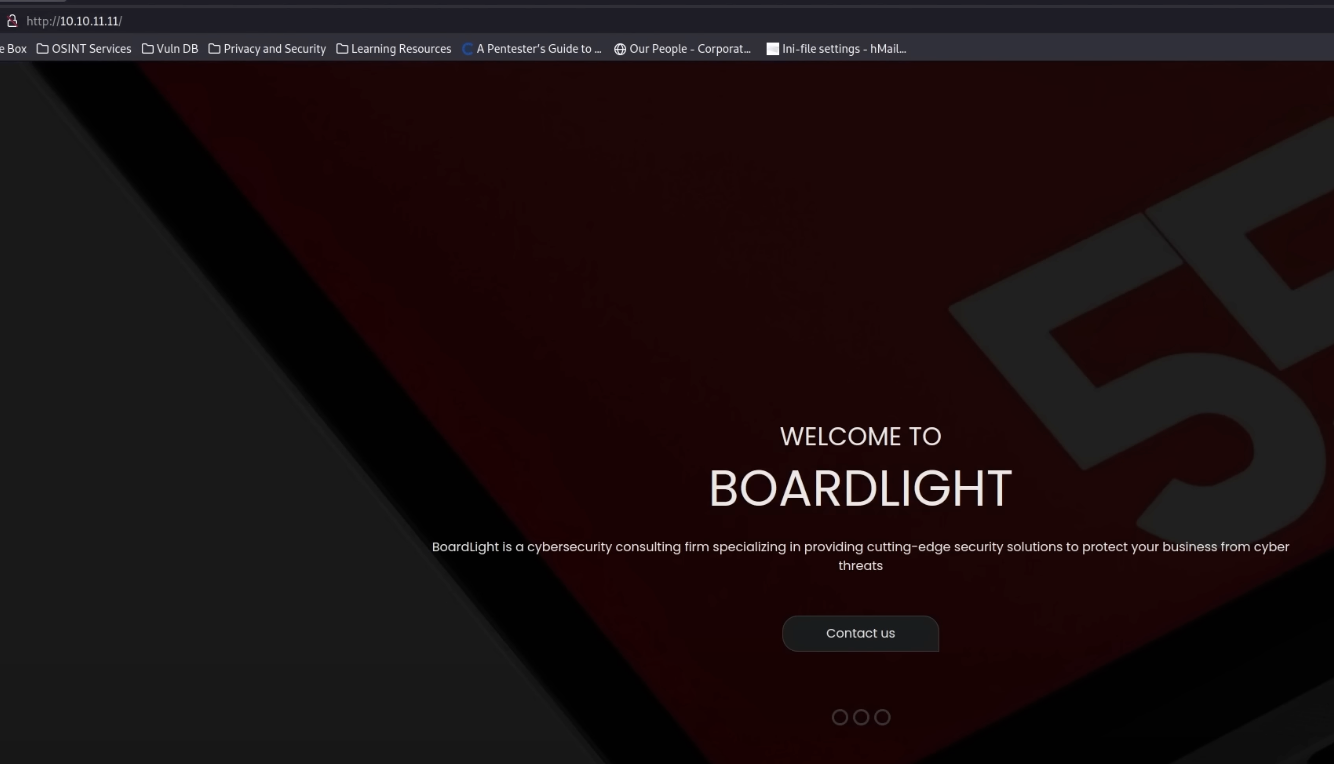 http://10.10.11.11/
e Box OSINT Services Vuln DB Privacy and Security Learning Resources A Pentester's Guide to ... Our People - Corporat... Ini-file settings - hMail...
WELCOME TO
BOARDLIGHT
BoardLight is a cybersecurity consulting firm specializing in providing cutting-edge security solutions to protect your business from cyber
threats
Contact us